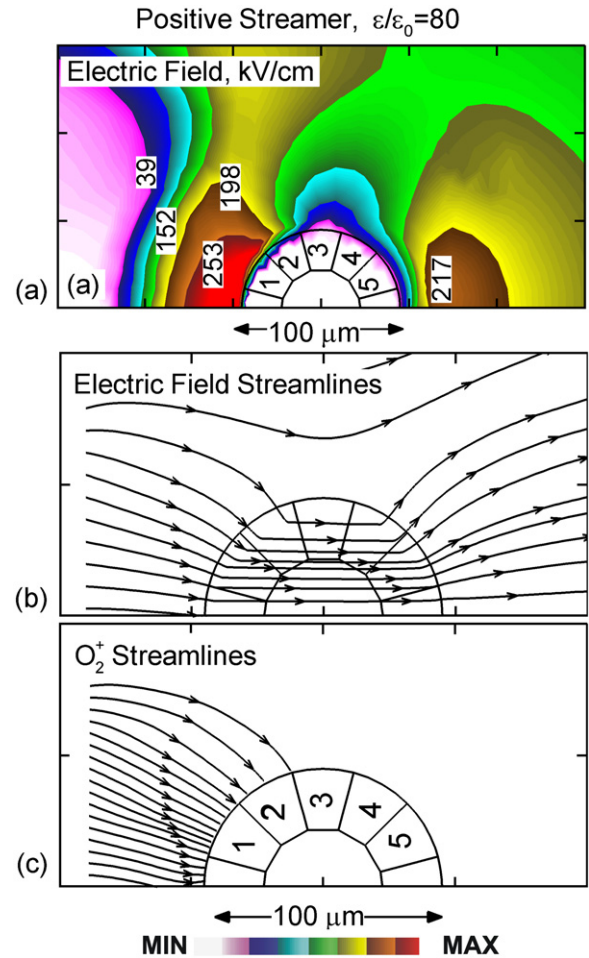 Positive Streamer, ε/ε₀=80
Electric Field, kV/cm
39
152
198
253
217
1 2 3 4 5
(a) (a)
100 μm
Electric Field Streamlines
(b)
O₂⁺ Streamlines
1 2 3 4 5
(c)
100 μm
MIN MAX